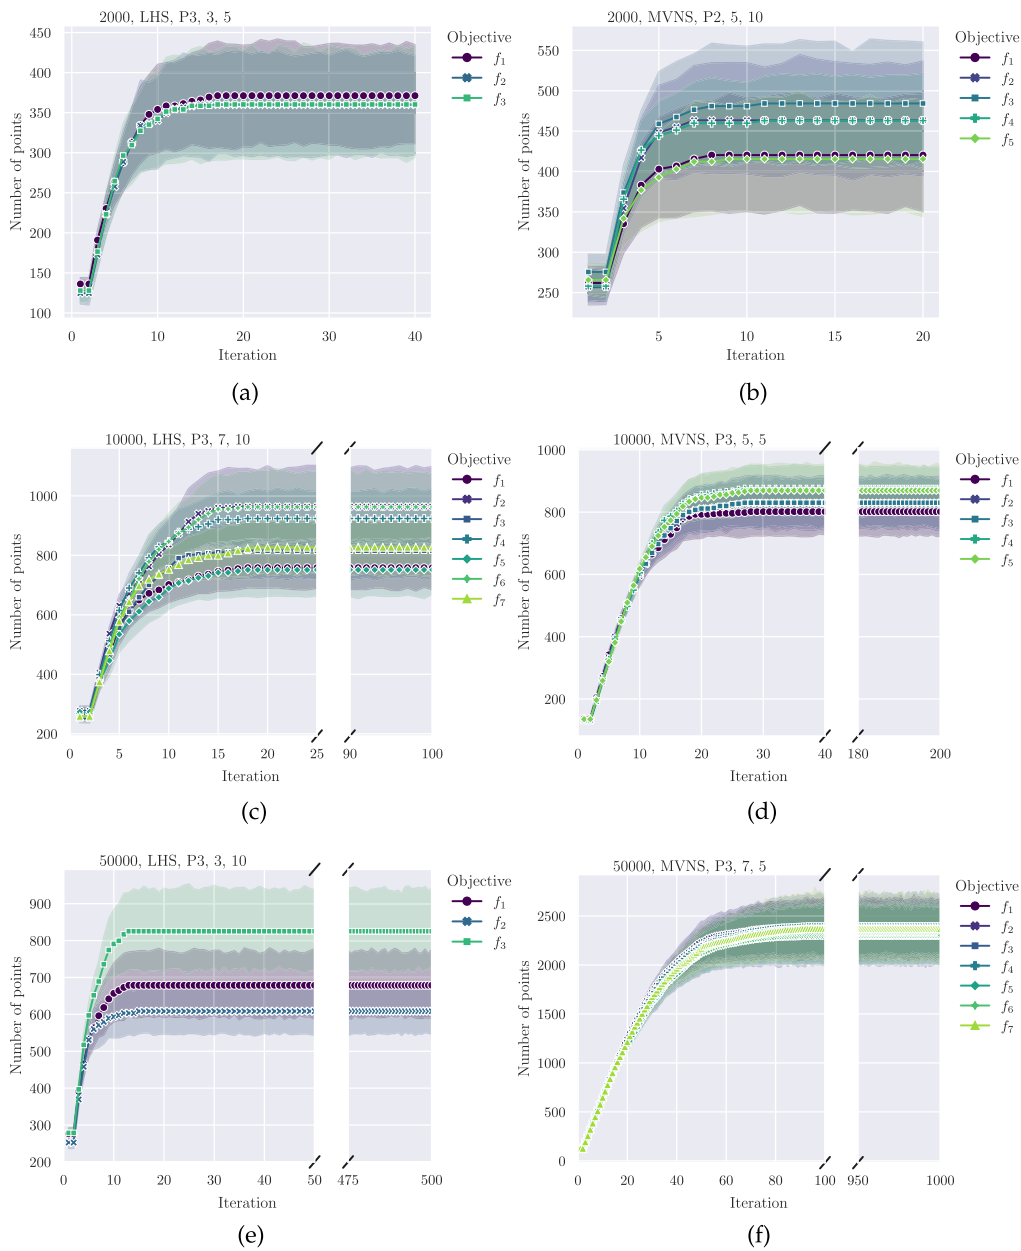 2000, LHS, P3, 3, 5
Objective
f1
f2
f3
Number of points
450
400
350
300
250
200
150
100
0
10
20
30
40
Iteration
(a)
2000, MVNS, P2, 5, 10
Objective
f1
f2
f3
f4
f5
Number of points
550
500
450
400
350
300
250
5
10
15
20
Iteration
(b)
10000, LHS, P3, 7, 10
Objective
f1
f2
f3
f4
f5
f6
f7
Number of points
1000
800
600
400
200
0
5
10
15
20
25
90
100
Iteration
(c)
10000, MVNS, P3, 5, 5
Objective
f1
f2
f3
f4
f5
Number of points
1000
800
600
400
200
0
10
20
30
40
180
200
Iteration
(d)
50000, LHS, P3, 3, 10
Objective
f1
f2
f3
Number of points
900
800
700
600
500
400
300
200
0
10
20
30
40
50
475
500
Iteration
(e)
50000, MVNS, P3, 7, 5
Objective
f1
f2
f3
f4
f5
f6
f7
Number of points
2500
2000
1500
1000
500
0
0
20
40
60
80
100
950
1000
Iteration
(f)